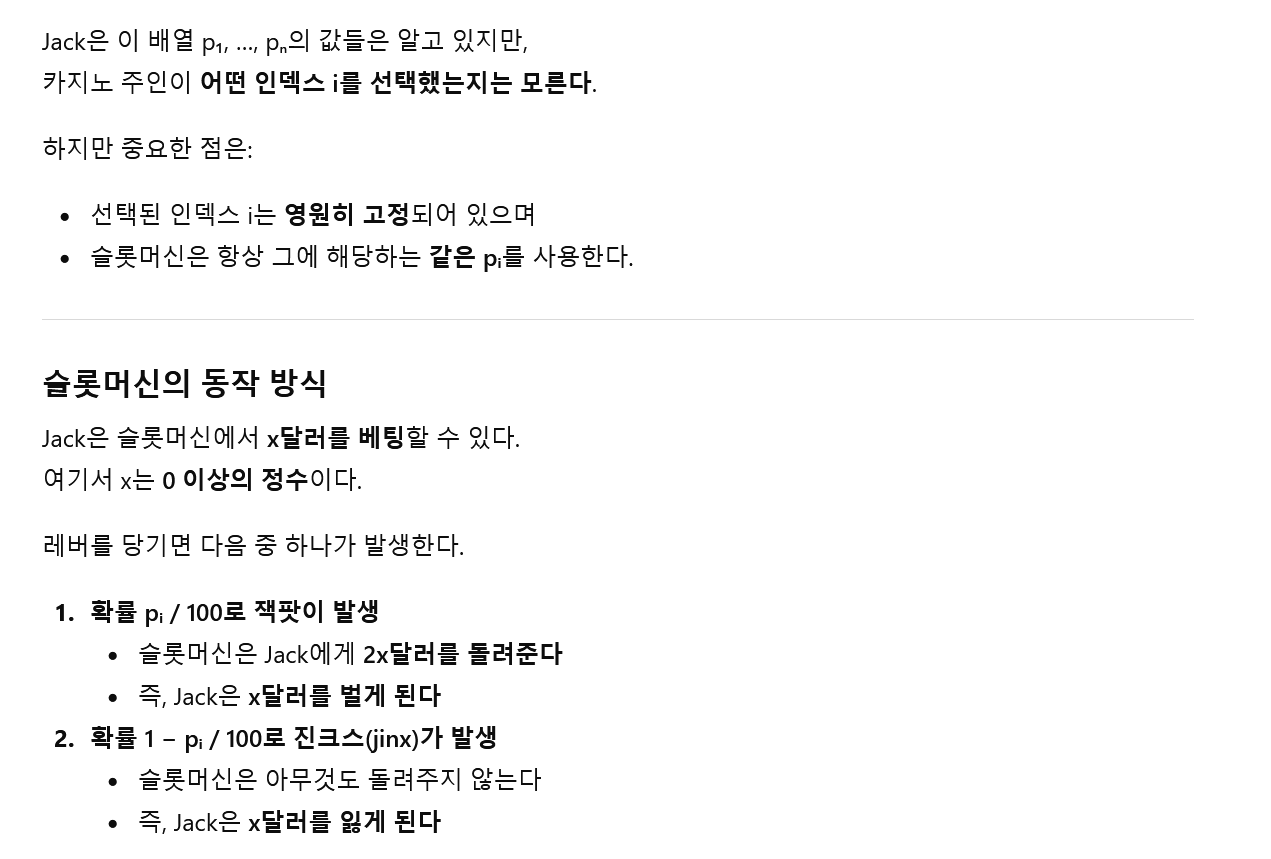 Jack은 이 배열 p₁, …, pₙ의 값들은 알고 있지만,
카지노 주인이 어떤 인덱스 i를 선택했는지는 모른다.
하지만 중요한 점은:
• 선택된 인덱스 i는 영원히 고정되어 있으며
• 슬롯머신은 항상 그에 해당하는 같은 pᵢ를 사용한다.
슬롯머신의 동작 방식
Jack은 슬롯머신에서 x달러를 베팅할 수 있다.
여기서 x는 0 이상의 정수이다.
레버를 당기면 다음 중 하나가 발생한다.
1. 확률 pᵢ / 100로 잭팟이 발생
• 슬롯머신은 Jack에게 2x달러를 돌려준다
• 즉, Jack은 x달러를 벌게 된다
2. 확률 1 − pᵢ / 100로 진크스(jinx)가 발생
• 슬롯머신은 아무것도 돌려주지 않는다
• 즉, Jack은 x달러를 잃게 된다